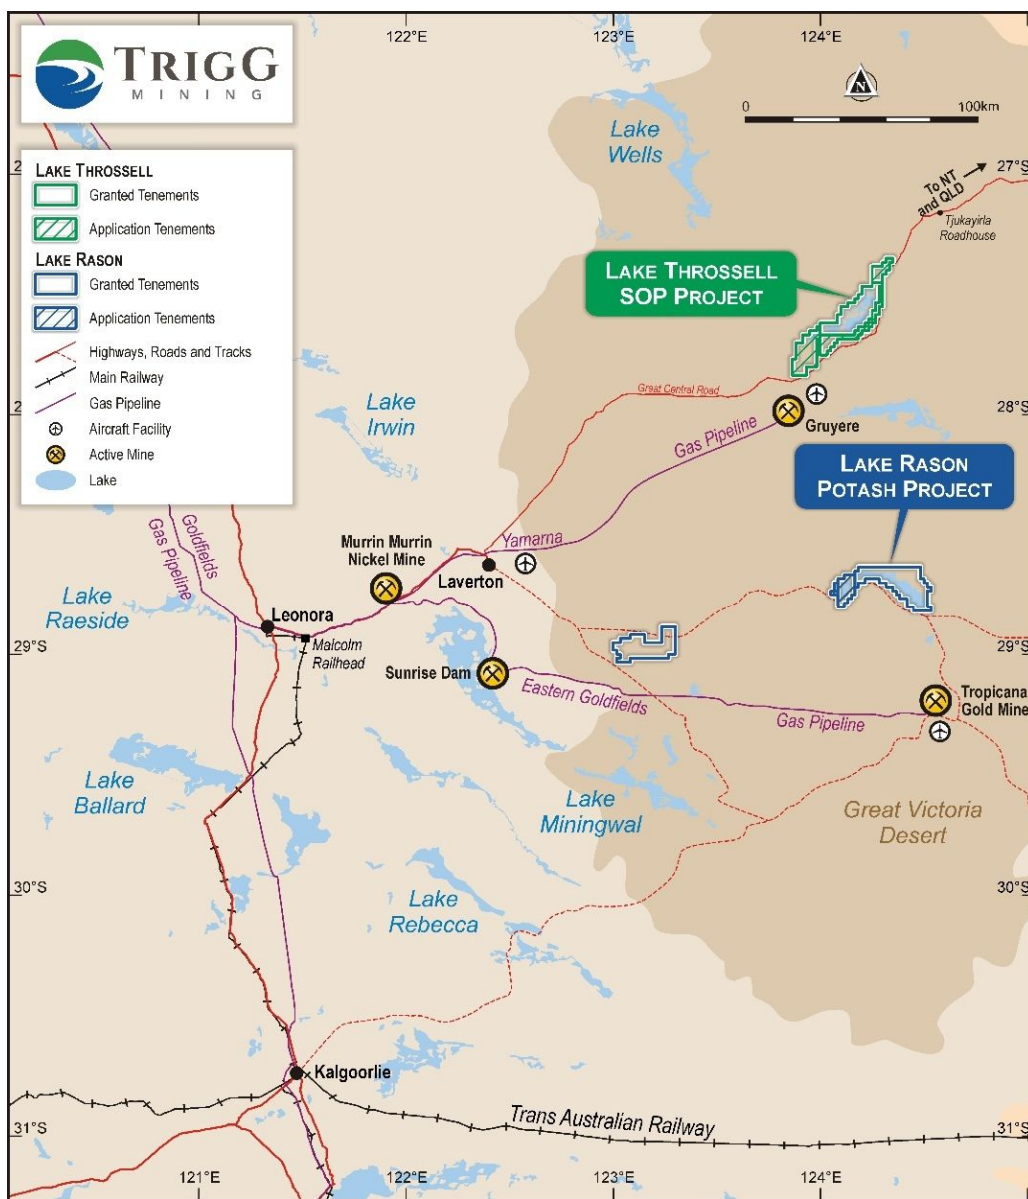 122°E
123°E
124°E
TRIGG
MINING
0
100km
N
LAKE THROSSELL
Granted Tenements
Application Tenements
LAKE RASON
Granted Tenements
Application Tenements
Highways, Roads and Tracks
Main Railway
Gas Pipeline
Aircraft Facility
Active Mine
Lake
Lake
Wells
27°S
To NT
and QLD
Tjukayirla
Roadhouse
LAKE THROSSELL
SOP PROJECT
Great Central Road
Lake
Irwin
28°S
Gruyere
Gas Pipeline
LAKE RASON
POTASH PROJECT
Goldfields
Gas Pipeline
Murrin Murrin
Nickel Mine
Yamarna
Laverton
Lake
Raeside
Leonora
Malcolm
Railhead
29°S
29°S
Sunrise Dam
Eastern Goldfields
Gas Pipeline
Tropicana
Gold Mine
Lake
Ballard
Lake
Miningwal
Great Victoria
Desert
30°S
30°S
Lake
Rebecca
Kalgoorlie
Trans Australian Railway
31°S
31°S
121°E
122°E
123°E
124°E